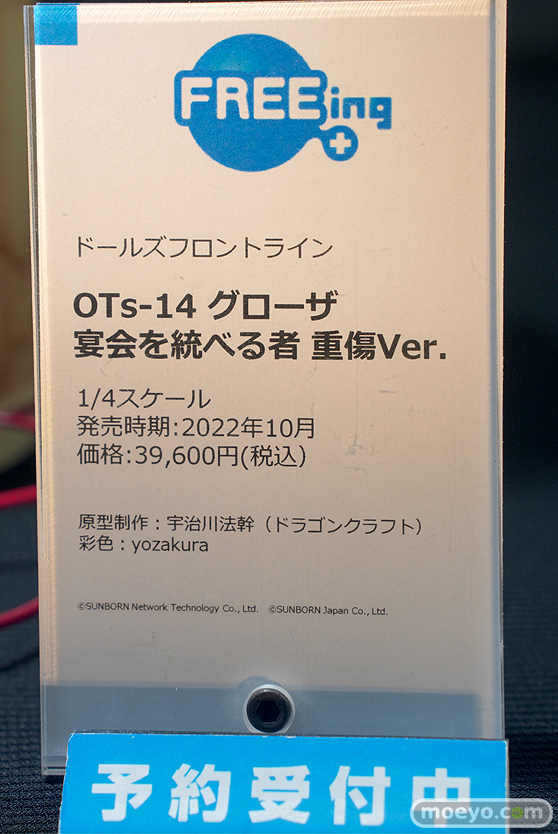 FREEing
ドールズフロントライン
OTs-14 グローザ
宴会を統べる者 重傷Ver.
1/4スケール
発売時期:2022年10月
価格:39,600円(税込)
原型制作：宇治川法幹（ドラゴンクラフト）
彩色：yozakura
©SUNBORN Network Technology Co., Ltd. ©SUNBORN Japan Co., Ltd.
予約受付中
moeyo.com